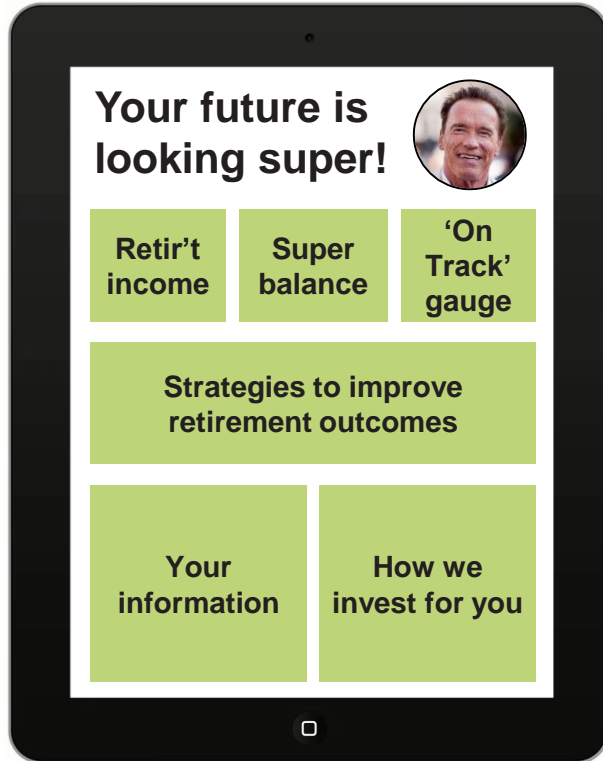 Your future is
looking super!
Retir’t
income
Super
balance
‘On
Track’
gauge
Strategies to improve
retirement outcomes
Your
information
How we
invest for you